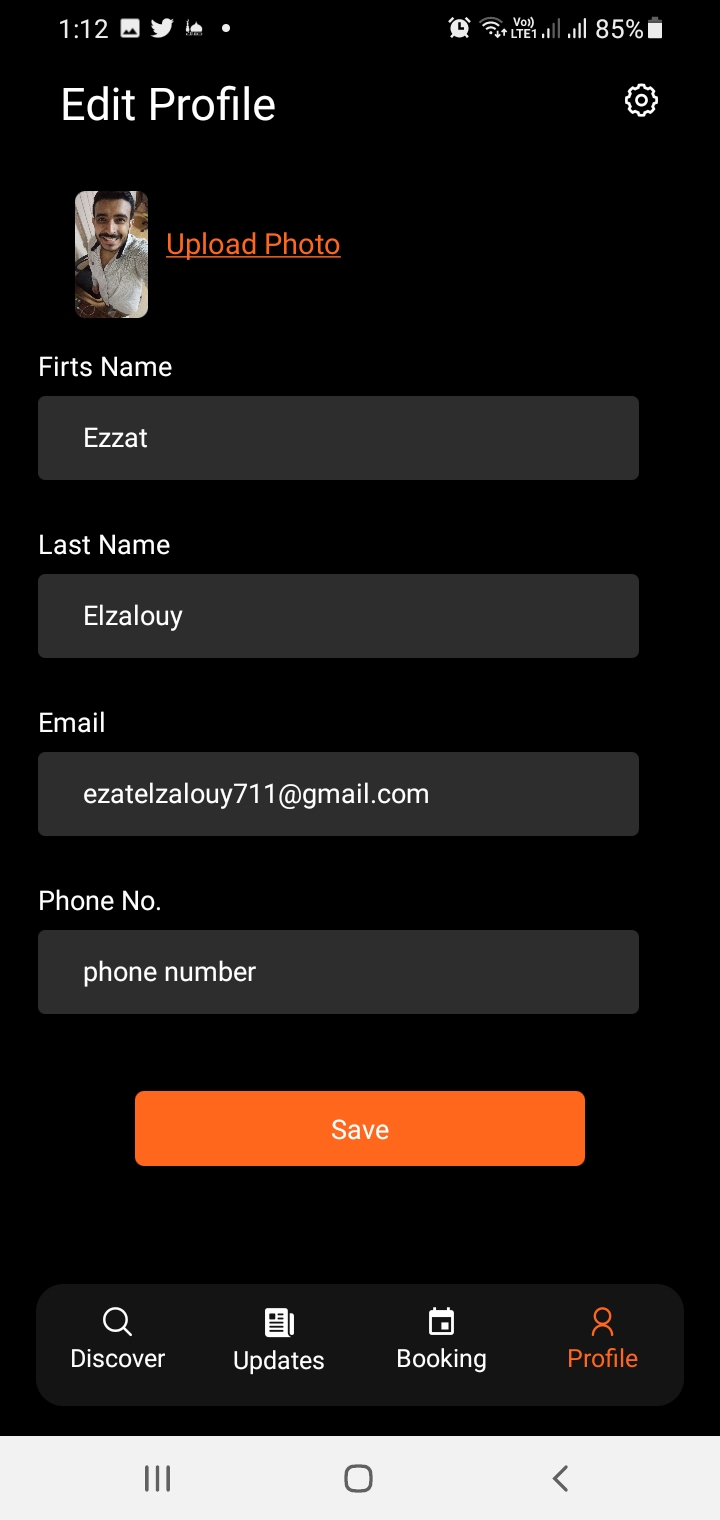 1:12 Vo)) LTE1 85%
Edit Profile
Upload Photo
Firts Name
Ezzat
Last Name
Elzalouy
Email
ezatelzalouy711@gmail.com
Phone No.
phone number
Save
Discover Updates Booking Profile